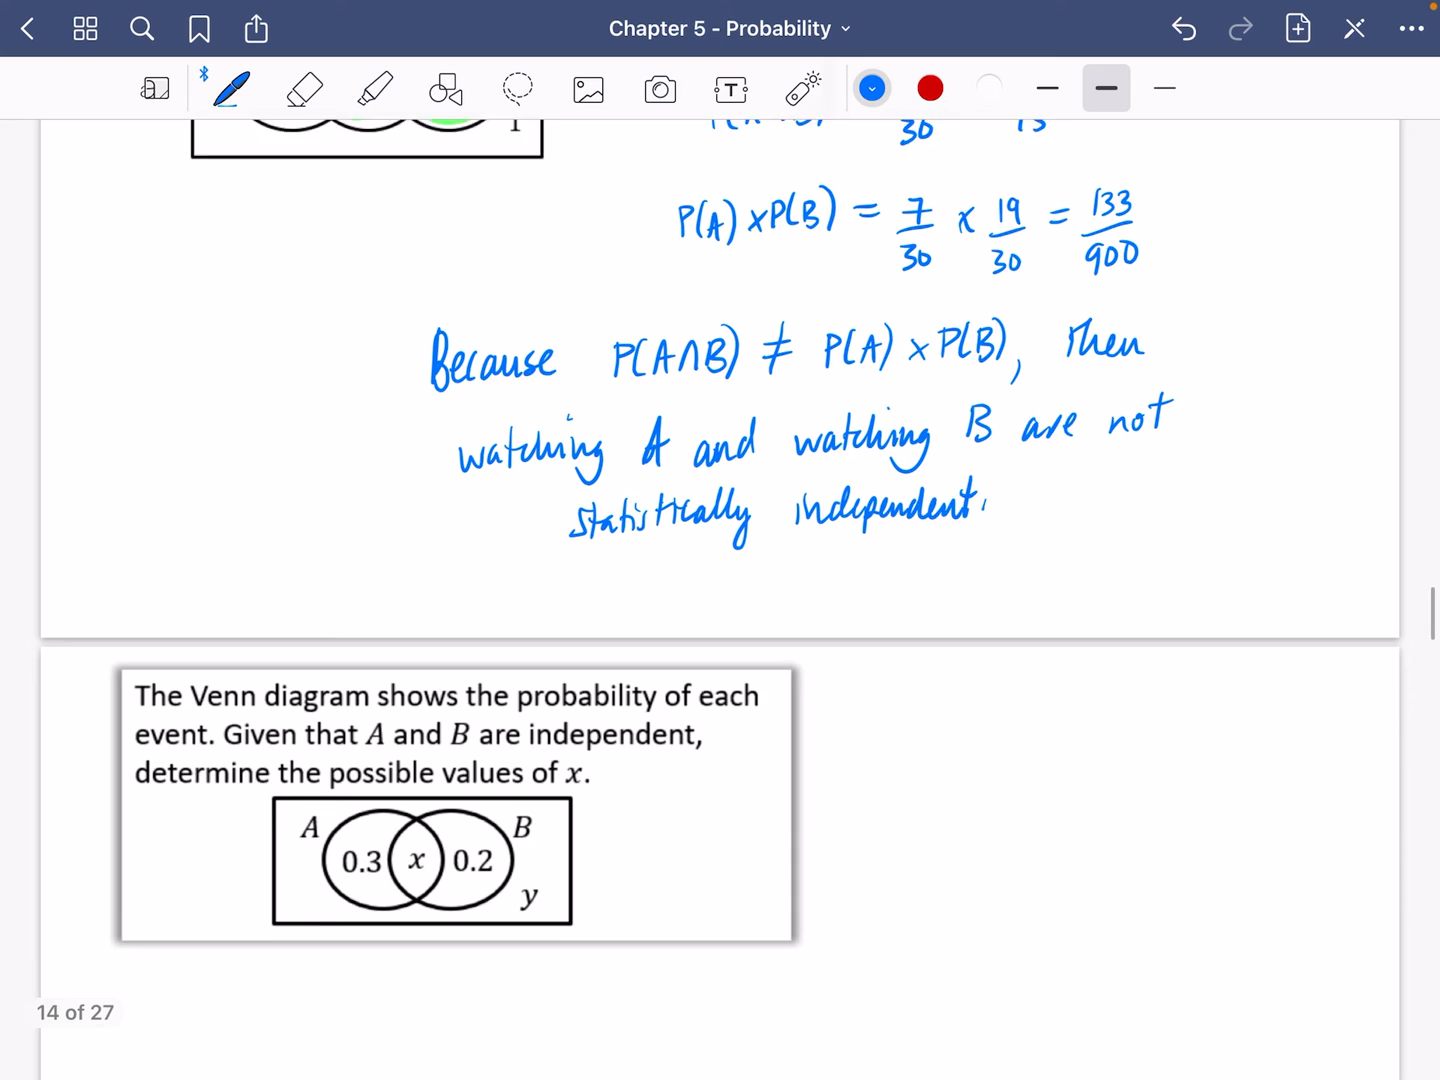 Chapter 5 - Probability
T
1
30
P(A) × P(B) = 7/30 × 19/30 = 133/900
Because P(A∩B) ≠ P(A) × P(B), then
watching A and watching B are not
statistically independent.
The Venn diagram shows the probability of each
event. Given that A and B are independent,
determine the possible values of x.
A B
0.3 x 0.2
y
14 of 27